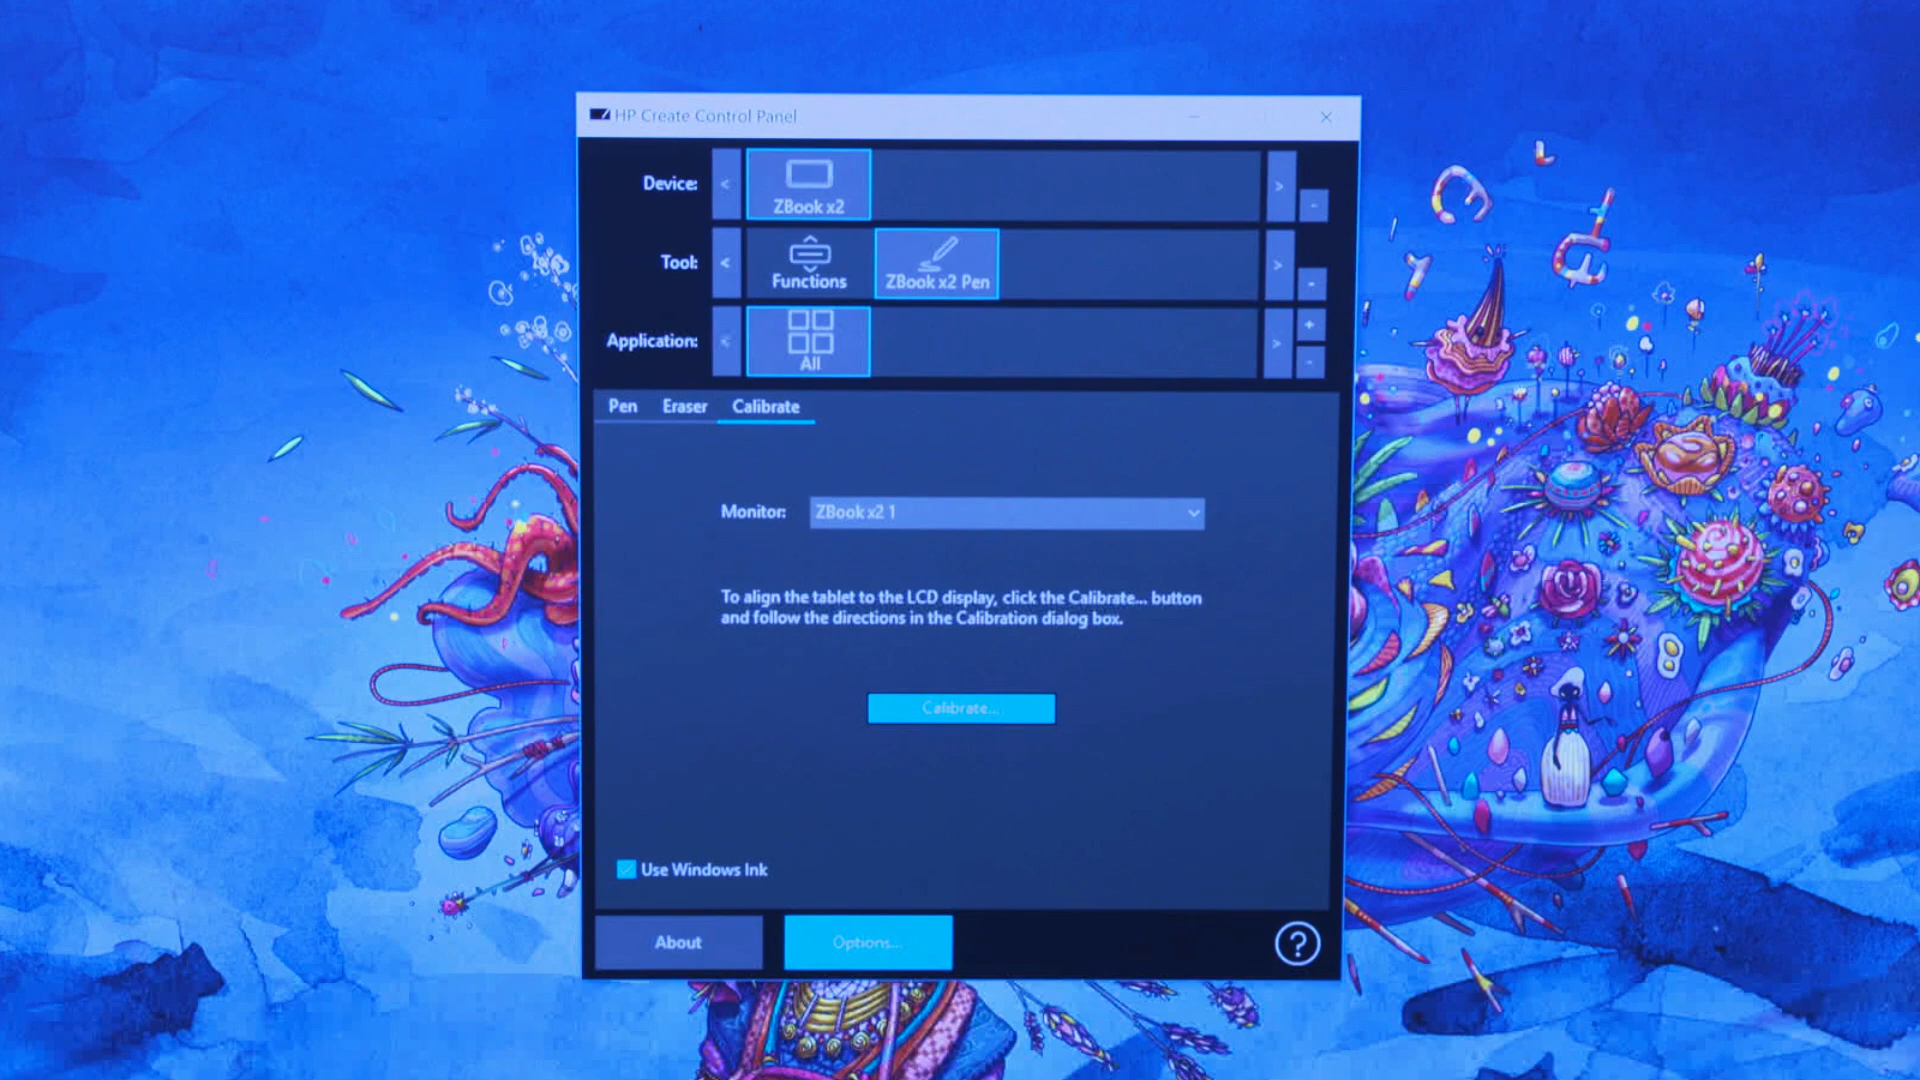 HP Create Control Panel
Device:
<
ZBook x2
>
-
Tool:
<
Functions
ZBook x2 Pen
>
-
Application:
<
All
>
+
-
Pen
Eraser
Calibrate
Monitor:
ZBook x2 1
To align the tablet to the LCD display, click the Calibrate... button
and follow the directions in the Calibration dialog box.
Calibrate...
Use Windows Ink
About
Options...
?